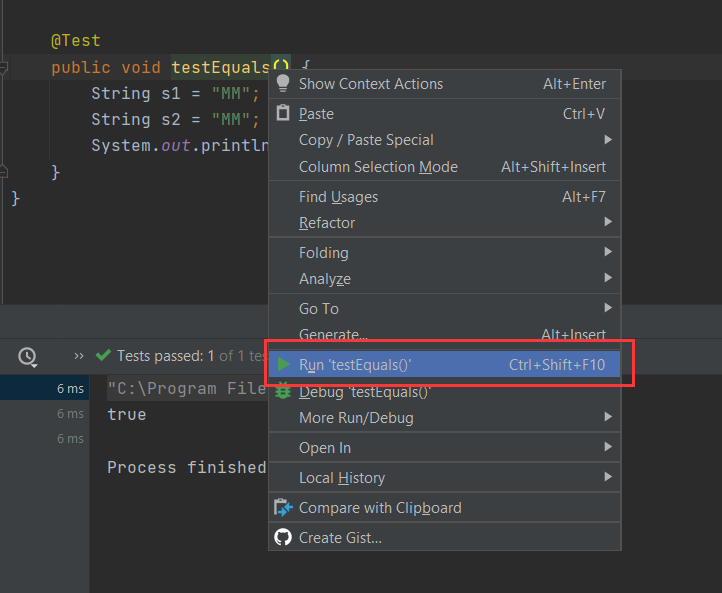 @Test
public void testEquals() {
String s1 = "MM";
String s2 = "MM";
System.out.println
}
}
Show Context Actions Alt+Enter
Paste Ctrl+V
Copy / Paste Special
Column Selection Mode Alt+Shift+Insert
Find Usages Alt+F7
Refactor
Folding
Analyze
Go To
Generate... Alt+Insert
Run 'testEquals()' Ctrl+Shift+F10
Debug 'testEquals()'
More Run/Debug
Open In
Local History
Compare with Clipboard
Create Gist...
Tests passed: 1 of 1 tes
6 ms
6 ms
6 ms
"C:\Program File
true
Process finished